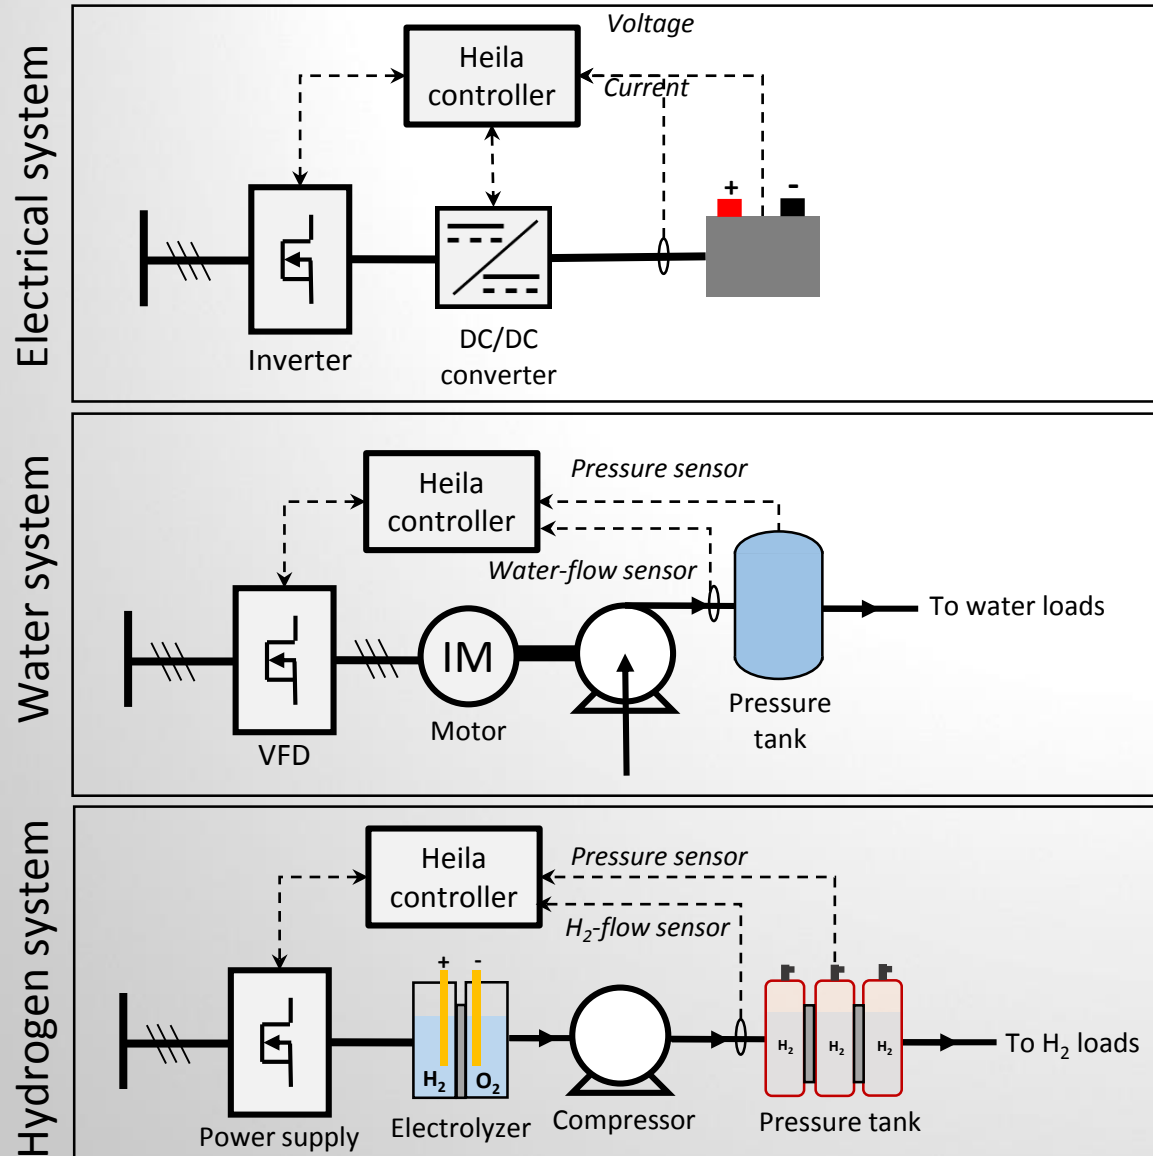 Electrical system
Voltage
Heila
controller
Current
+ -
Inverter
DC/DC
converter
Water system
Heila
controller
Pressure sensor
Water-flow sensor
IM
To water loads
Motor
VFD
Pressure
tank
Hydrogen system
Heila
controller
Pressure sensor
H₂-flow sensor
+ -
H₂ O₂
H₂ H₂ H₂
To H₂ loads
Power supply
Electrolyzer
Compressor
Pressure tank